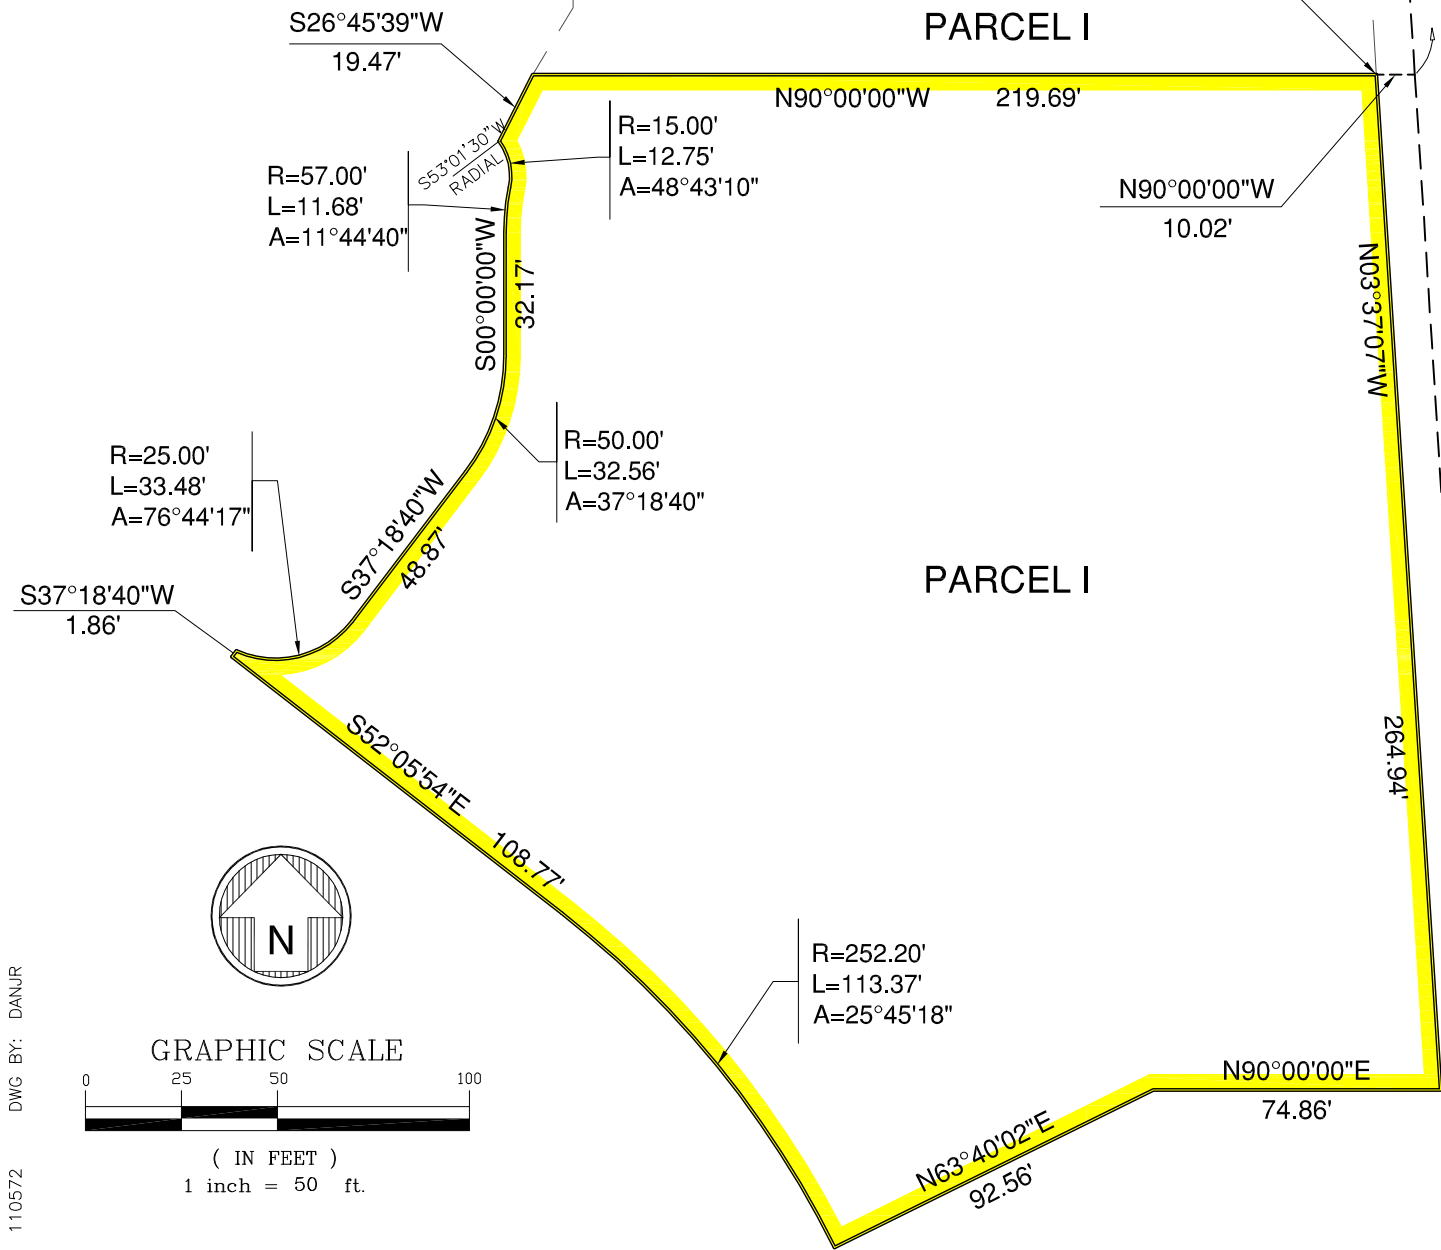 S26°45'39"W
19.47'
PARCEL I
N90°00'00"W 219.69'
R=15.00'
L=12.75'
A=48°43'10"
S53°01'30"W
RADIAL
R=57.00'
L=11.68'
A=11°44'40"
N90°00'00"W
10.02'
S00°00'00"W
32.17'
N03°37'07"W
264.94'
R=50.00'
L=32.56'
A=37°18'40"
R=25.00'
L=33.48'
A=76°44'17"
S37°18'40"W
48.87'
S37°18'40"W
1.86'
PARCEL I
S52°05'54"E
108.77'
N
R=252.20'
L=113.37'
A=25°45'18"
GRAPHIC SCALE
0 25 50 100
( IN FEET )
1 inch = 50 ft.
N90°00'00"E
74.86'
N63°40'02"E
92.56'
110572 DWG BY: DANJR